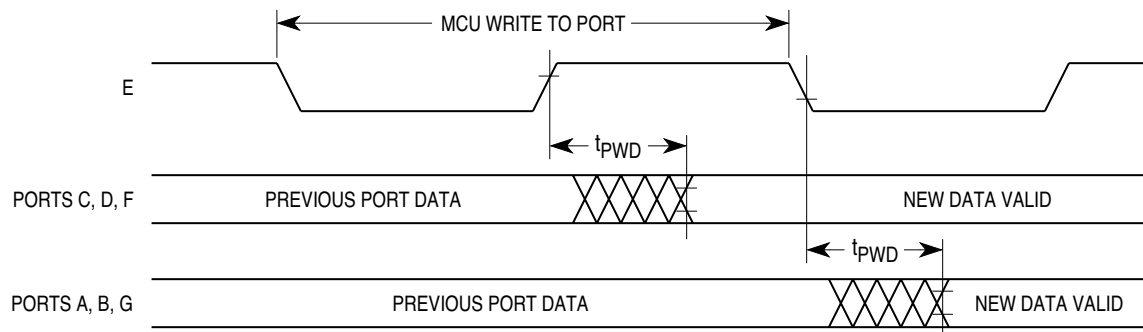 MCU WRITE TO PORT
E
tPWD
PORTS C, D, F
PREVIOUS PORT DATA
NEW DATA VALID
tPWD
PORTS A, B, G
PREVIOUS PORT DATA
NEW DATA VALID